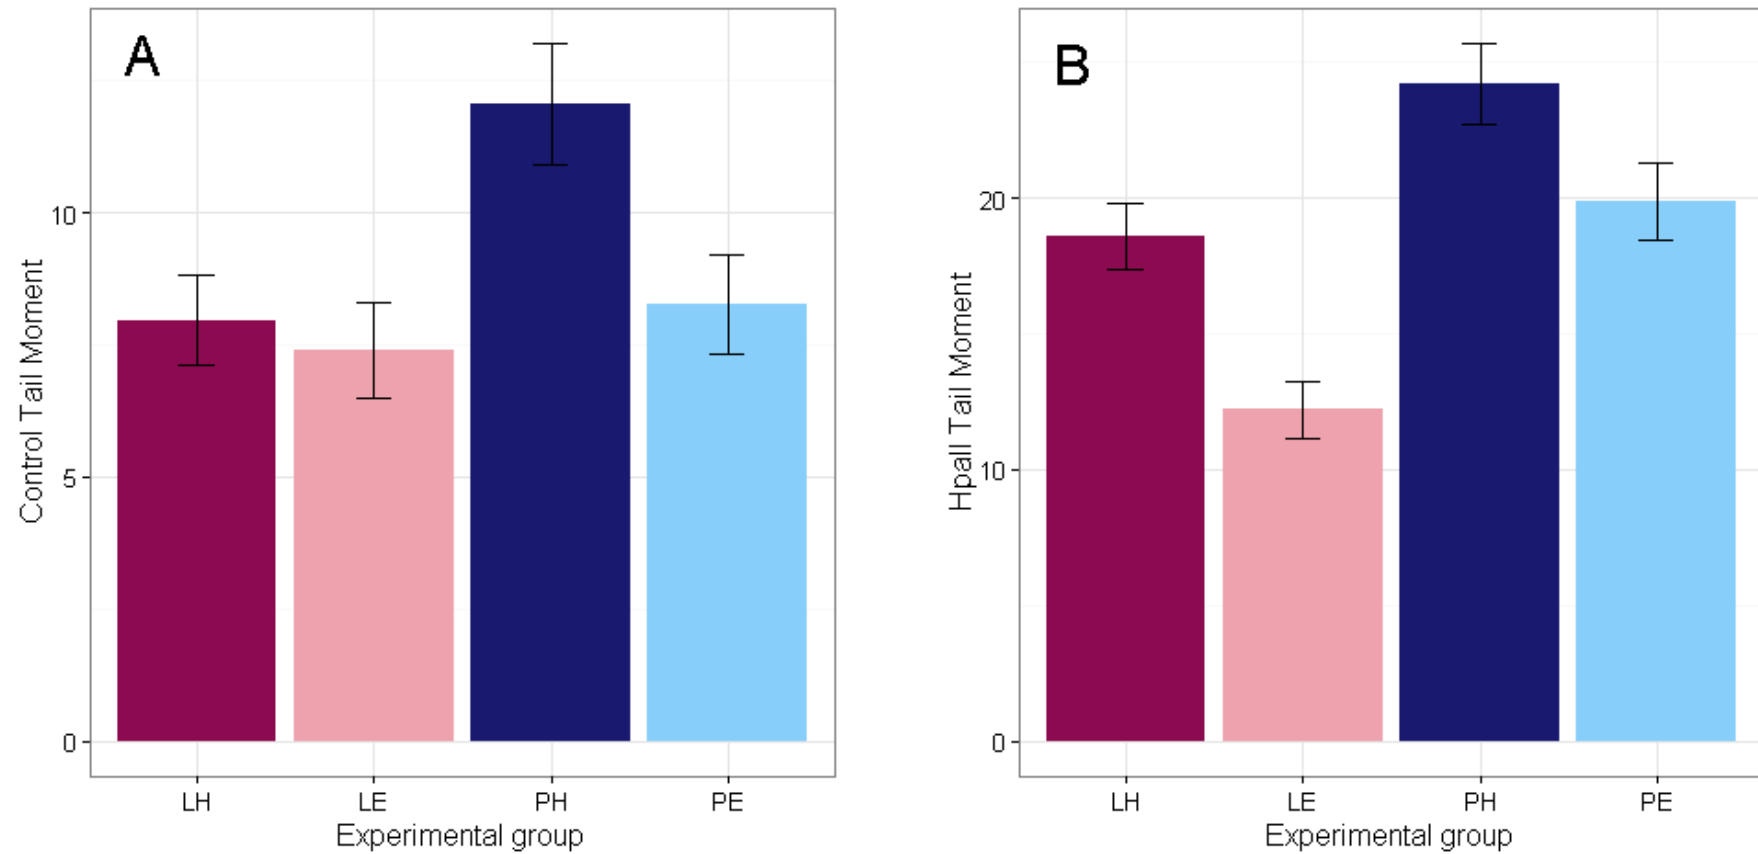 A
Control Tail Moment
10
5
0
LH LE PH PE
Experimental group
B
HpaII Tail Moment
20
10
0
LH LE PH PE
Experimental group